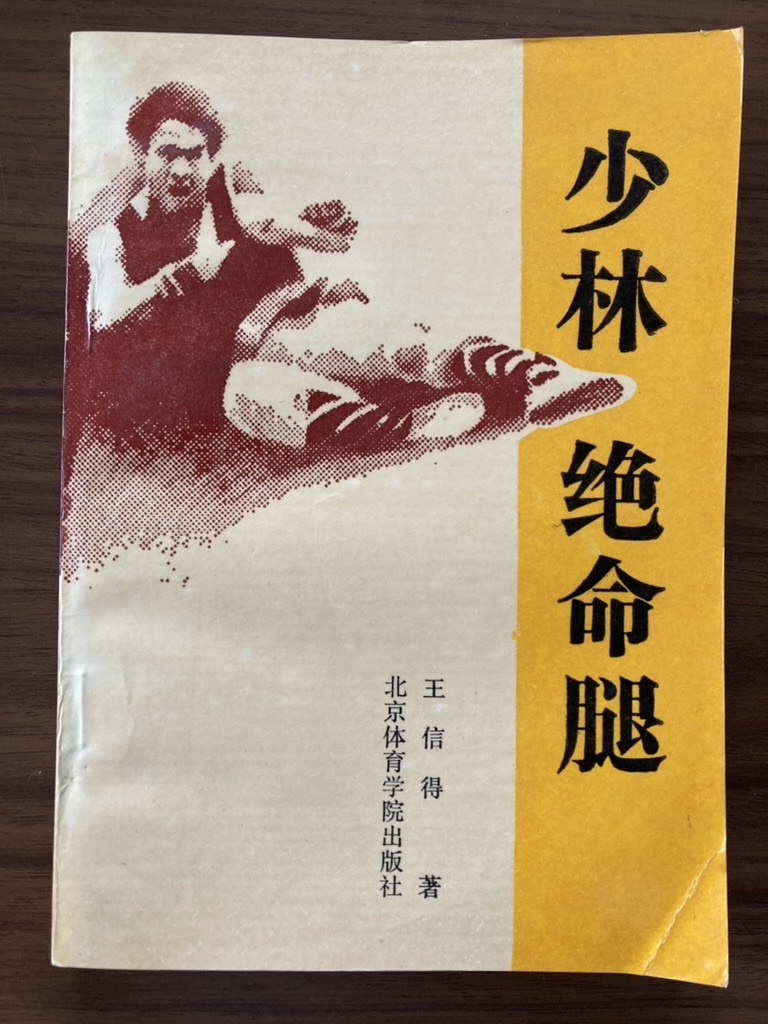 少林 绝命腿
王信得 著
北京体育学院出版社